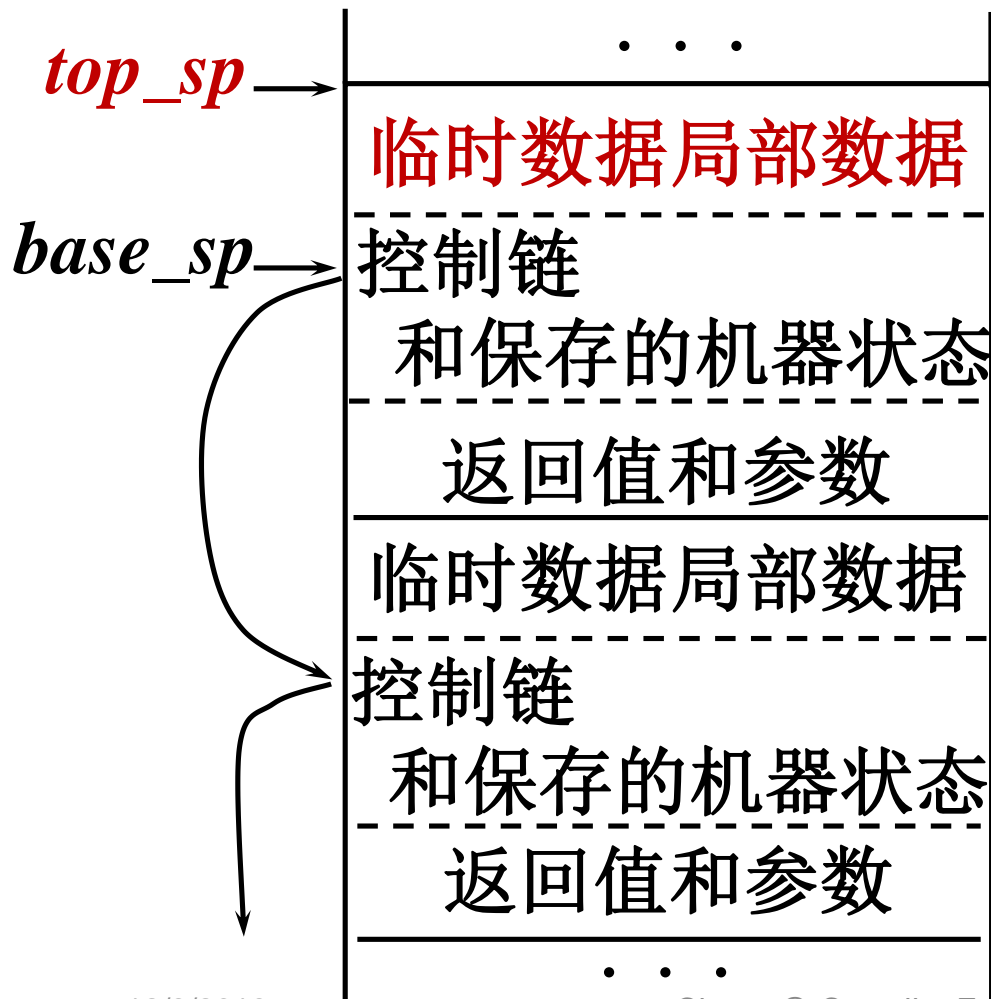 . . .
top_sp
临时数据局部数据
base_sp
控制链
和保存的机器状态
返回值和参数
临时数据局部数据
控制链
和保存的机器状态
返回值和参数
. . .